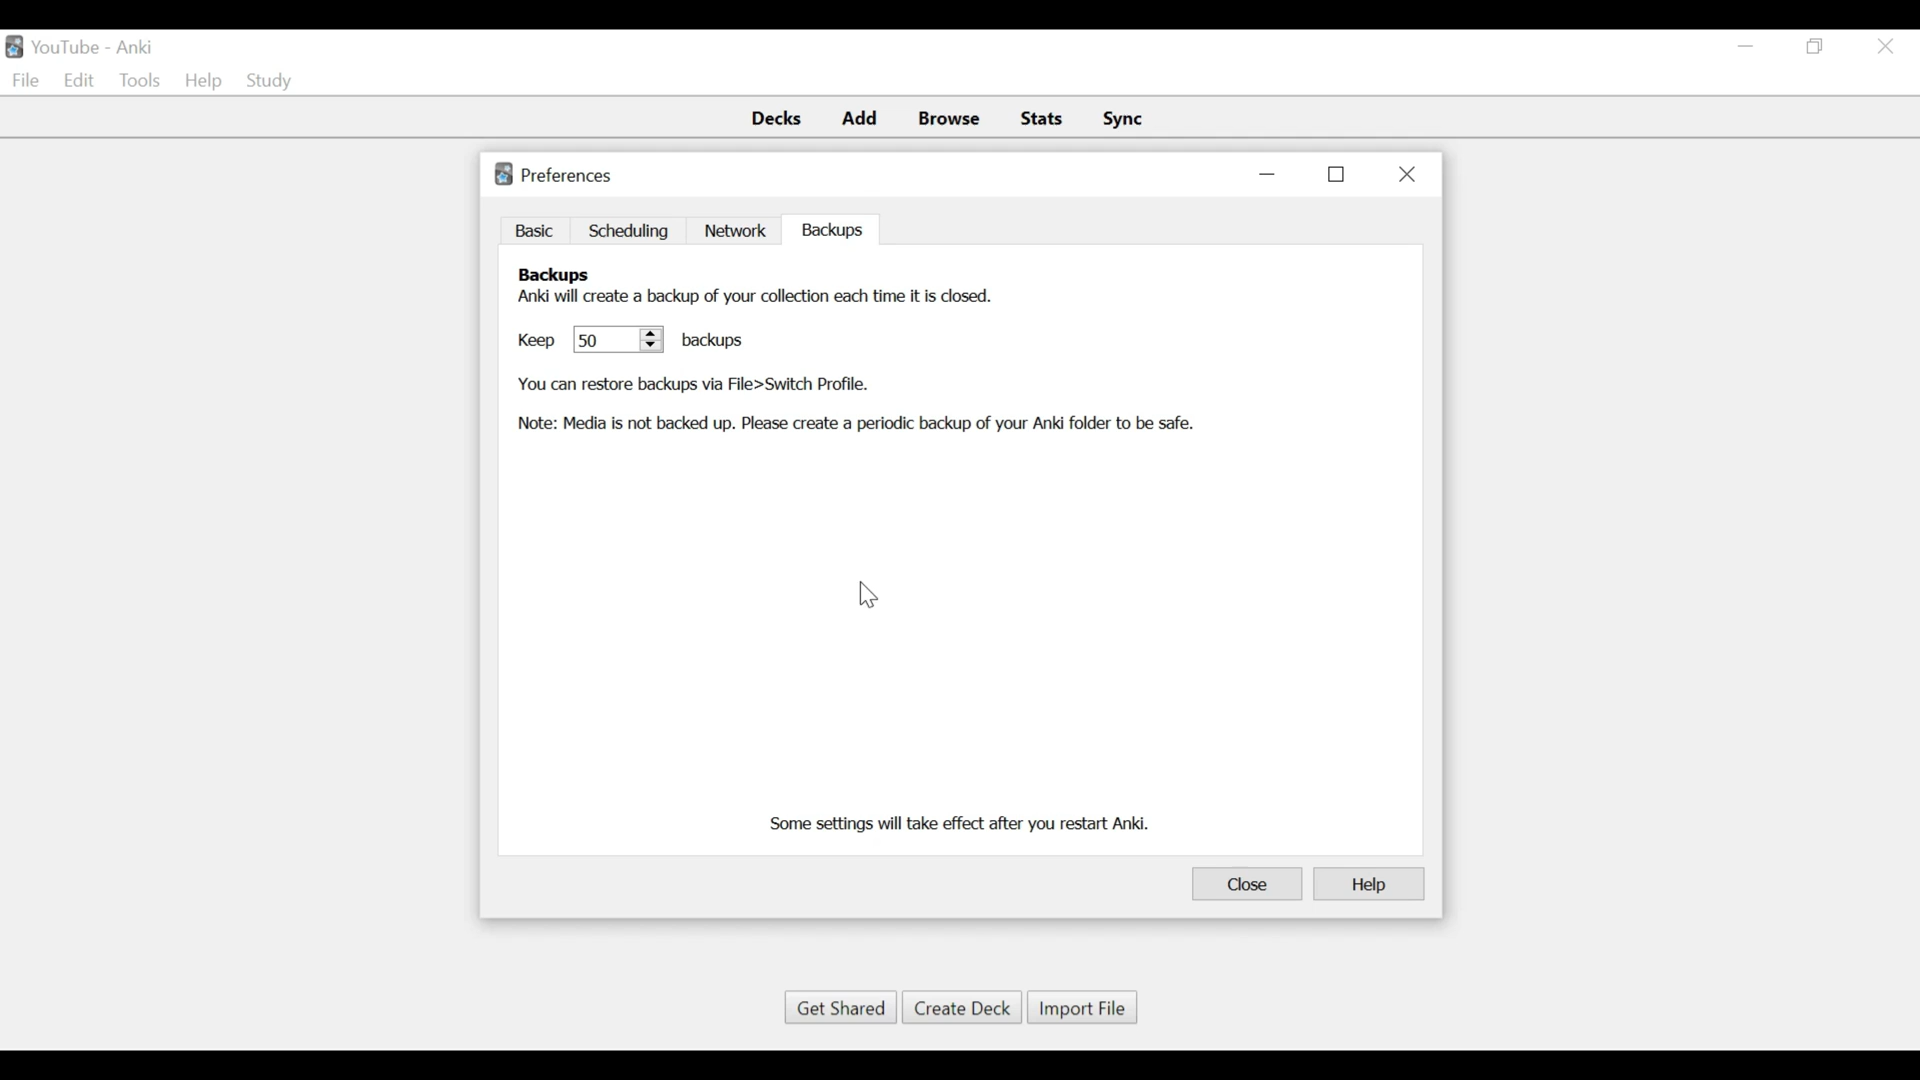 YouTube - Anki
File Edit Tools Help Study
Decks Add Browse Stats Sync
Preferences
Basic Scheduling Network Backups
Backups
Anki will create a backup of your collection each time it is closed.
Keep 50 backups
You can restore backups via File>Switch Profile.
Note: Media is not backed up. Please create a periodic backup of your Anki folder to be safe.
Some settings will take effect after you restart Anki.
Close Help
Get Shared Create Deck Import File